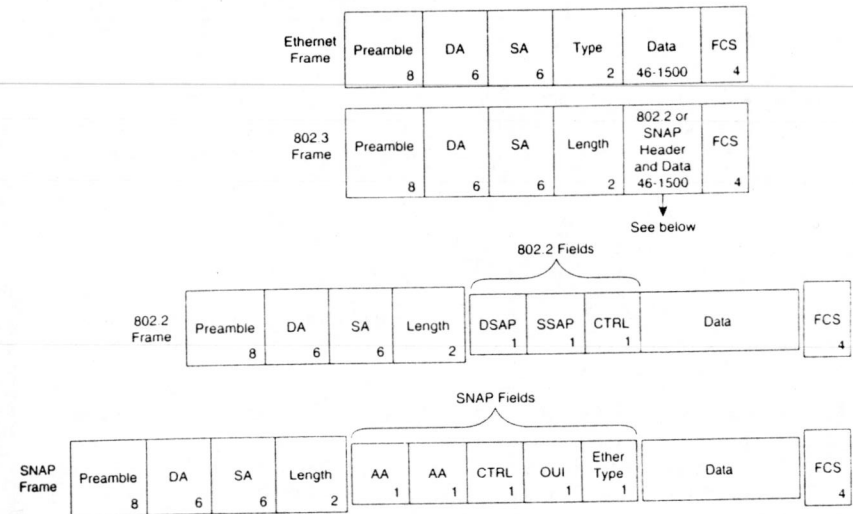 Ethernet
Frame
Preamble
8
DA
6
SA
6
Type
2
Data
46-1500
FCS
4
802.3
Frame
Preamble
8
DA
6
SA
6
Length
2
802 2 or
SNAP
Header
and Data
46-1500
FCS
4
See below
802.2 Fields
802 2
Frame
Preamble
8
DA
6
SA
6
Length
2
DSAP
1
SSAP
1
CTRL
1
Data
FCS
4
SNAP Fields
SNAP
Frame
Preamble
8
DA
6
SA
6
Length
2
AA
1
AA
1
CTRL
1
OUI
1
Ether
Type
1
Data
FCS
4